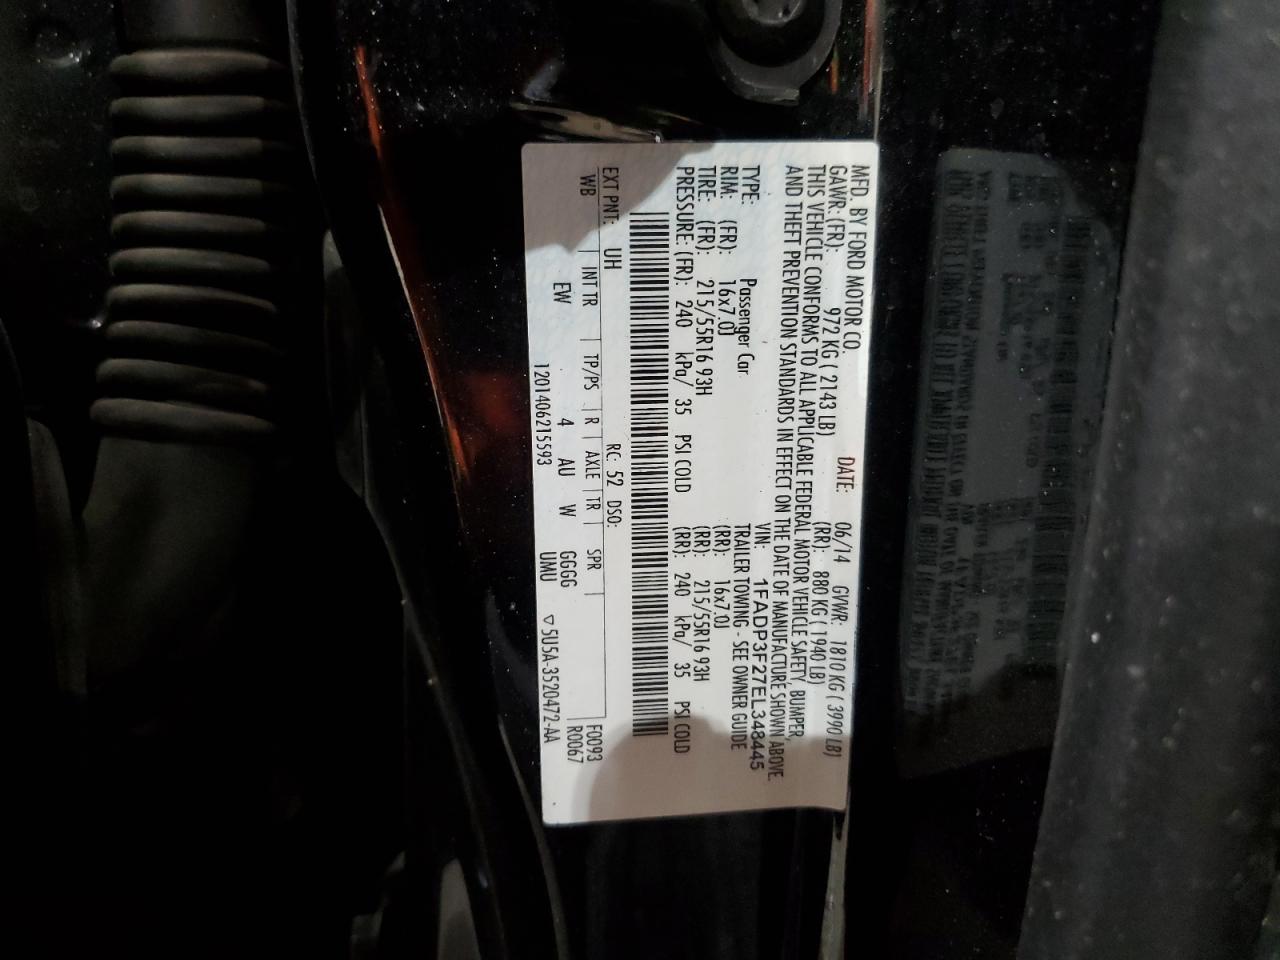 MFD. BY FORD MOTOR CO.
DATE: 06/14 GVWR: 1810 KG ( 3990 LB)
GAWR: (FR): 972 KG ( 2143 LB) (RR): 880 KG ( 1940 LB)
THIS VEHICLE CONFORMS TO ALL APPLICABLE FEDERAL MOTOR VEHICLE SAFETY, BUMPER,
AND THEFT PREVENTION STANDARDS IN EFFECT ON THE DATE OF MANUFACTURE SHOWN ABOVE.
VIN: 1FADP3F27EL348445
TYPE: Passenger Car TRAILER TOWING - SEE OWNER GUIDE
RIM: (FR): 16x7.0J (RR): 16x7.0J
TIRE: (FR): 215/55R16 93H (RR): 215/55R16 93H
PRESSURE: (FR): 240 kPa/ 35 PSI COLD (RR): 240 kPa/ 35 PSI COLD
EXT PNT: UH RC: 52 DSO: F0093
WB INT TR TP/PS R AXLE TR SPR R0067
EW 4 AU W GGGG
1201406215593 UMU ▽5U5A-3520472-AA